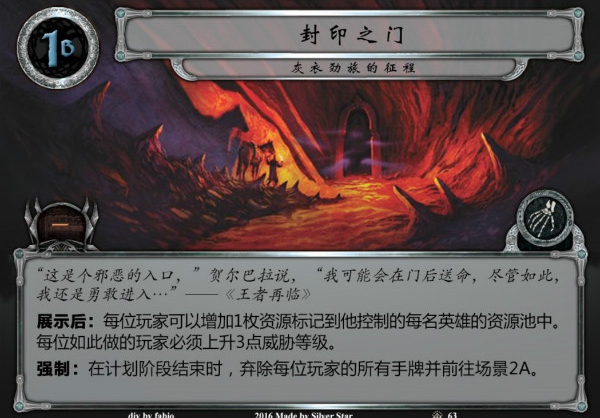 1B
封印之门
灰衣劲旅的征程
“这是个邪恶的入口，”贺尔巴拉说，“我可能会在门后送命，尽管如此，
我还是勇敢进入…”——《王者再临》
展示后：每位玩家可以增加1枚资源标记到他控制的每名英雄的资源池中。
每位如此做的玩家必须上升3点威胁等级。
强制：在计划阶段结束时，弃除每位玩家的所有手牌并前往场景2A。
diy by fabio 2016 Made by Silver Star 63